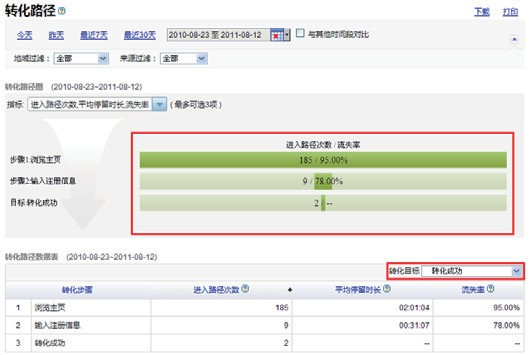 转化路径
下载 打印
今天 昨天 最近7天 最近30天 2010-08-23 至 2011-08-12 与其他时间段对比
地域过滤： 全部 来源过滤： 全部
转化路径图 (2010-08-23~2011-08-12)
指标: 进入路径次数,平均停留时长,流失率 （最多可选3项）
进入路径次数 / 流失率
步骤1:浏览主页 185 / 95.00%
步骤2:输入注册信息 9 / 78.00%
目标:转化成功 2 / --
转化路径数据表 (2010-08-23~2011-08-12)
转化目标: 转化成功
转化步骤 进入路径次数 平均停留时长 流失率
1 浏览主页 185 02:01:04 95.00%
2 输入注册信息 9 00:31:07 78.00%
3 转化成功 2 -- --